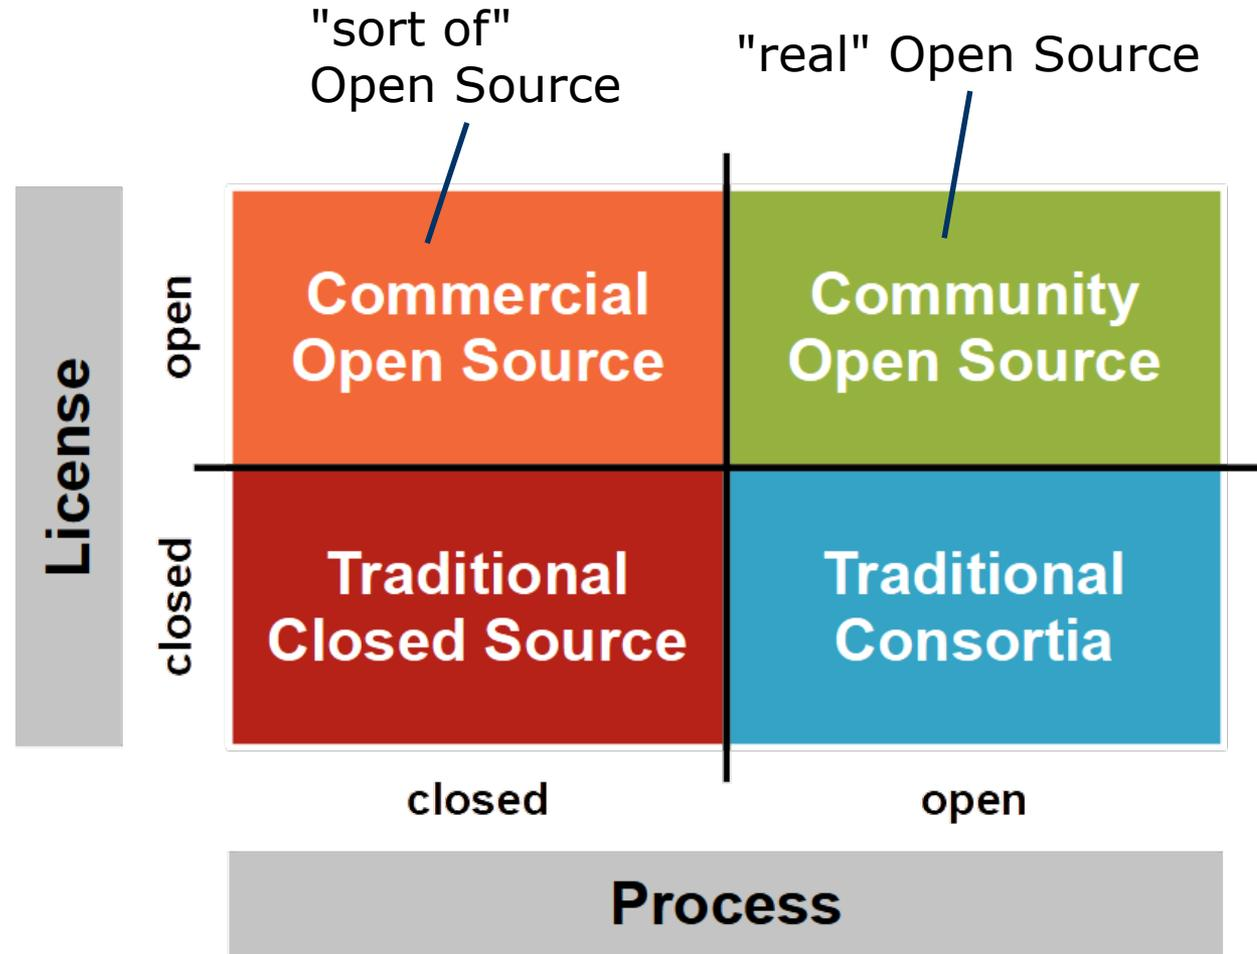 "sort of"
Open Source
"real" Open Source
License
open
closed
Commercial
Open Source
Community
Open Source
Traditional
Closed Source
Traditional
Consortia
closed
open
Process